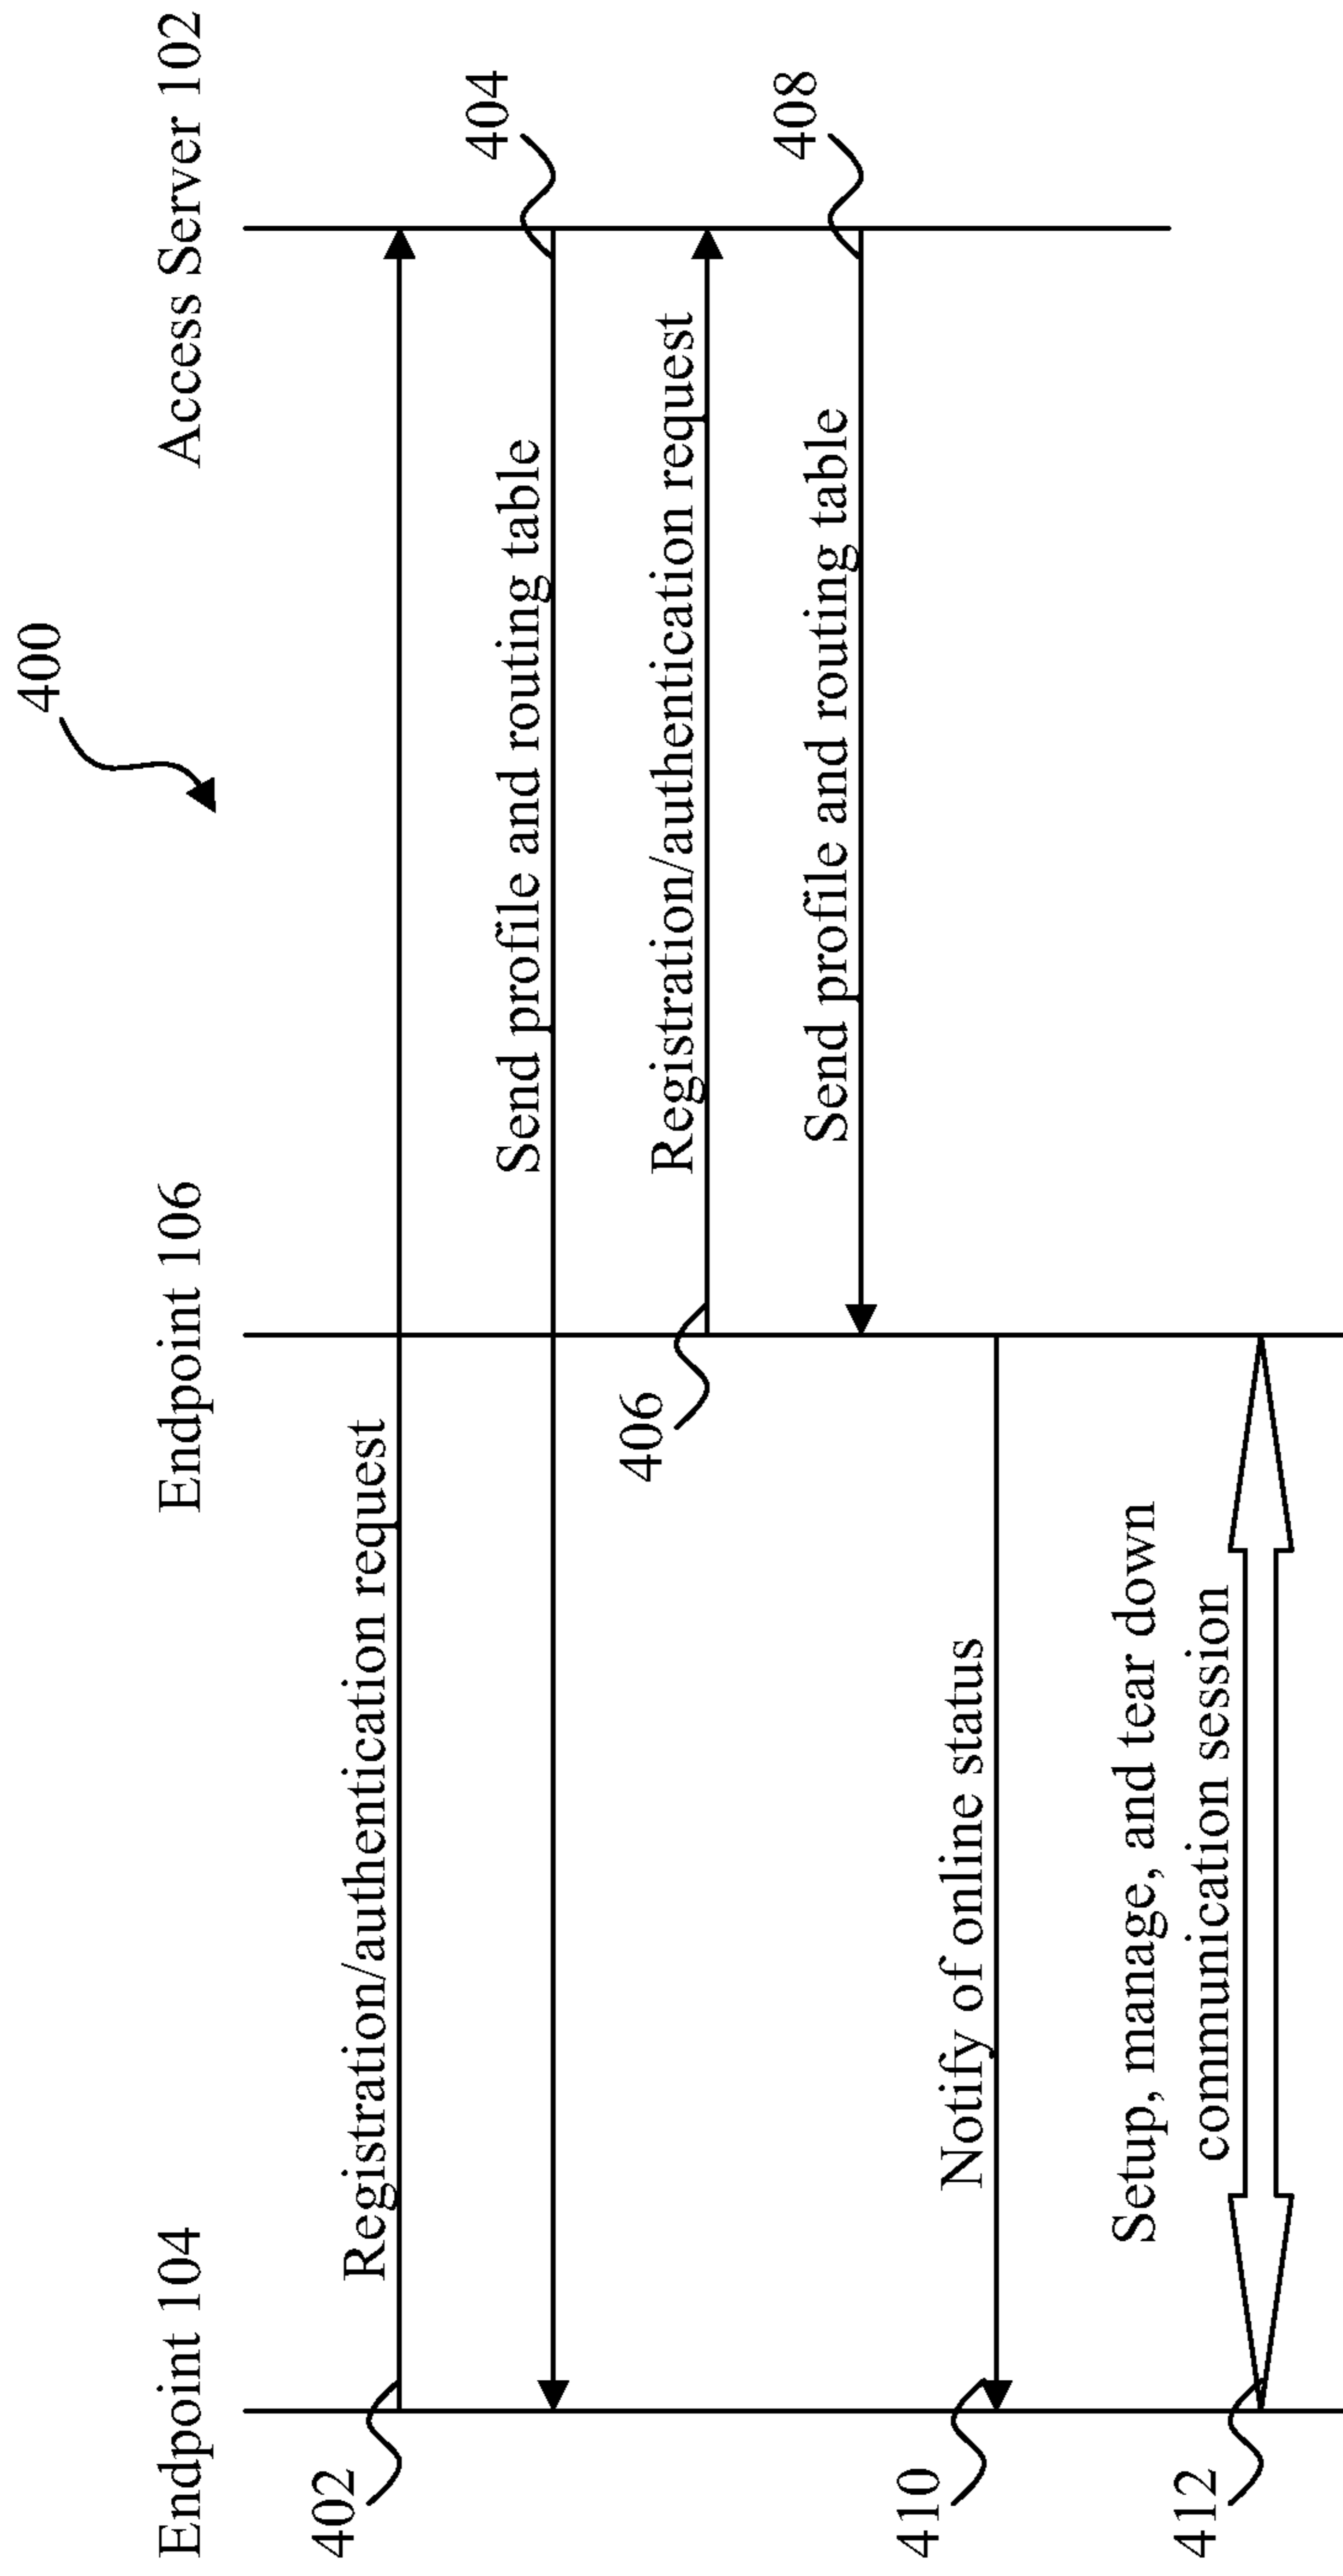 400
Endpoint 104
Endpoint 106
Access Server 102
402
Registration/authentication request
404
Send profile and routing table
406
Registration/authentication request
408
Send profile and routing table
410
Notify of online status
412
Setup, manage, and tear down
communication session